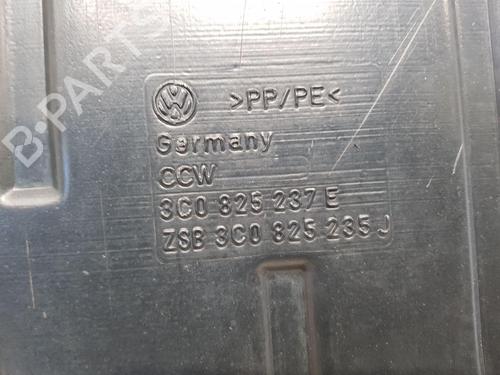 B-PARTS
>PP/PE<
Germany
CCW
3C0 825 237 E
ZSB 3C0 825 235 J